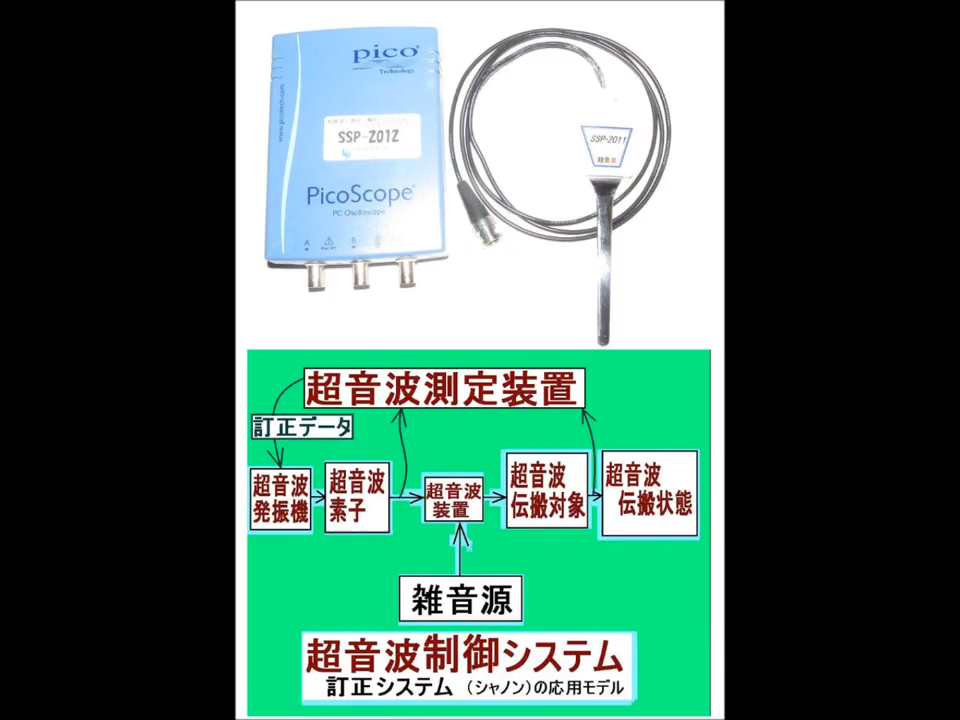 pico
Technology
www.picotech.com
SSP-2012
PicoScope
PC Oscilloscope
A
B
SSP-2011
超音波
超音波測定装置
訂正データ
超音波
発振機
超音波
素子
超音波
装置
超音波
伝搬対象
超音波
伝搬状態
雑音源
超音波制御システム
訂正システム (シャノン)の応用モデル